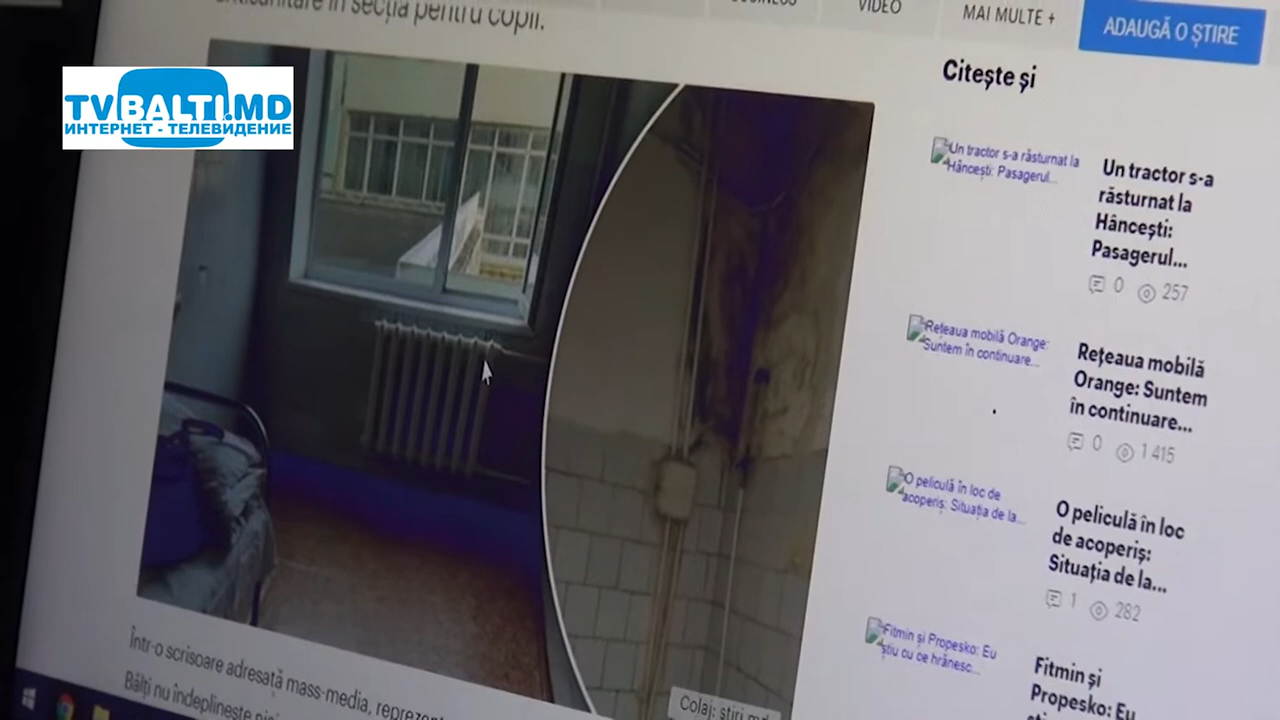 în secția pentru copii.
VIDEO
MAI MULTE +
ADAUGĂ O ȘTIRE
TVBALTI.MD
ИНТЕРНЕТ - ТЕЛЕВИДЕНИЕ
Citește și
Un tractor s-a răsturnat la
Hâncești: Pasagerul...
Un tractor s-a
răsturnat la
Hâncești:
Pasagerul...
0 257
Rețeaua mobilă Orange:
Suntem în continuare...
Rețeaua mobilă
Orange: Suntem
în continuare...
0 1 415
O peliculă în loc de
acoperiș: Situația de la...
O peliculă în loc
de acoperiș:
Situația de la...
1 282
Fitmin și Propesko: Eu
știu cu ce hrănesc...
Fitmin și
Propesko: Eu
Colaj: știri.md
Într-o scrisoare adresată mass-media,
Bălți nu îndeplinește